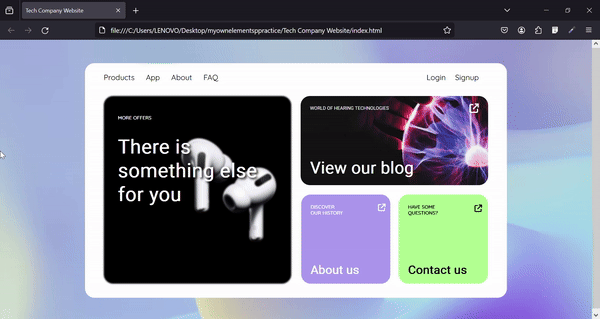 Tech Company Website
file:///C:/Users/LENOVO/Desktop/myownelementsppractice/Tech Company Website/index.html
Products App About FAQ Login Signup
MORE OFFERS
There is
something else
for you
WORLD OF HEARING TECHNOLOGIES
View our blog
DISCOVER
OUR HISTORY
About us
HAVE SOME
QUESTIONS?
Contact us